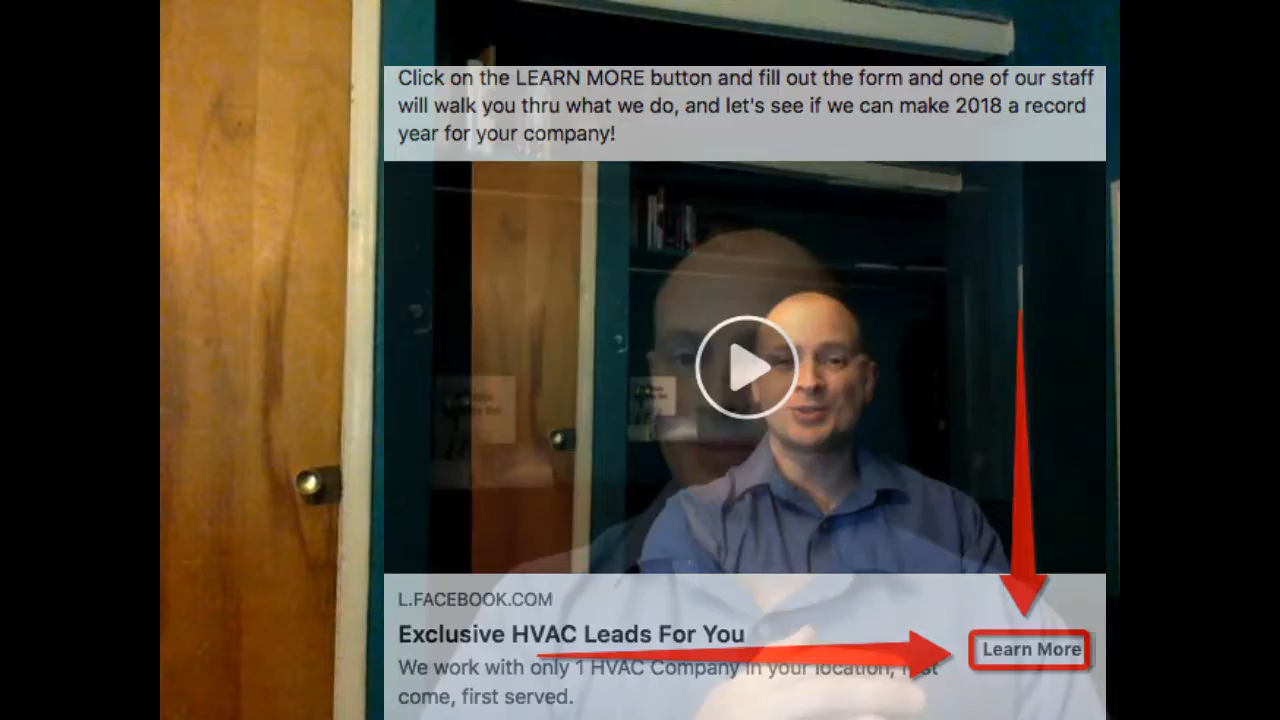 Click on the LEARN MORE button and fill out the form and one of our staff
will walk you thru what we do, and let's see if we can make 2018 a record
year for your company!
L.FACEBOOK.COM
Exclusive HVAC Leads For You
Learn More
We work with only 1 HVAC Company in your location, first
come, first served.